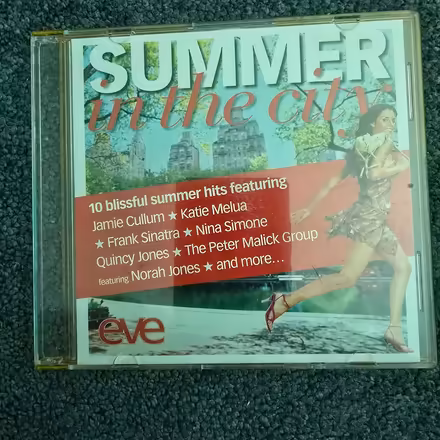 SUMMER
in the city
10 blissful summer hits featuring
Jamie Cullum ★ Katie Melua
★ Frank Sinatra ★ Nina Simone
Quincy Jones ★ The Peter Malick Group
featuring Norah Jones ★ and more...
eve